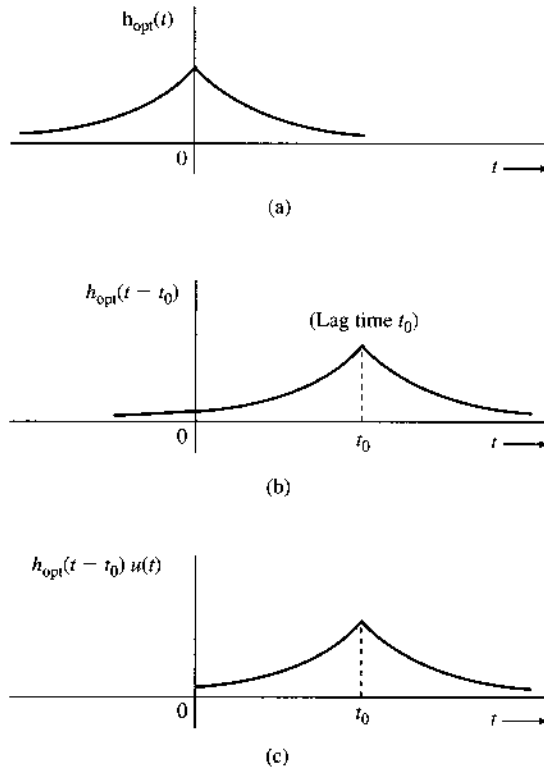 h_opt(t)
0
t
(a)
h_opt(t − t_0)
(Lag time t_0)
0
t_0
t
(b)
h_opt(t − t_0) u(t)
0
t_0
t
(c)